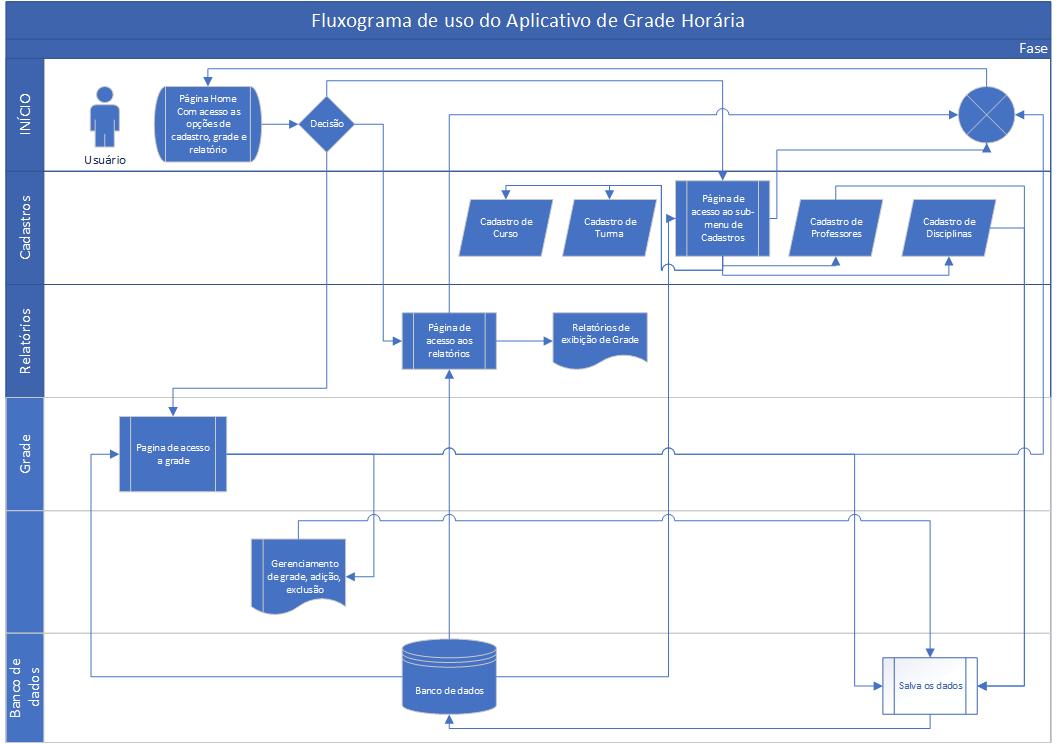 Fluxograma de uso do Aplicativo de Grade Horária
Fase
INÍCIO
Usuário
Página Home
Com acesso as
opções de
cadastro, grade e
relatório
Decisão
Cadastros
Cadastro de
Curso
Cadastro de
Turma
Página de
acesso ao sub-
menu de
Cadastros
Cadastro de
Professores
Cadastro de
Disciplinas
Relatórios
Página de
acesso aos
relatórios
Relatórios de
exibição de Grade
Grade
Pagina de acesso
a grade
Gerenciamento
de grade, adição,
exclusão
Banco de
dados
Banco de dados
Salva os dados